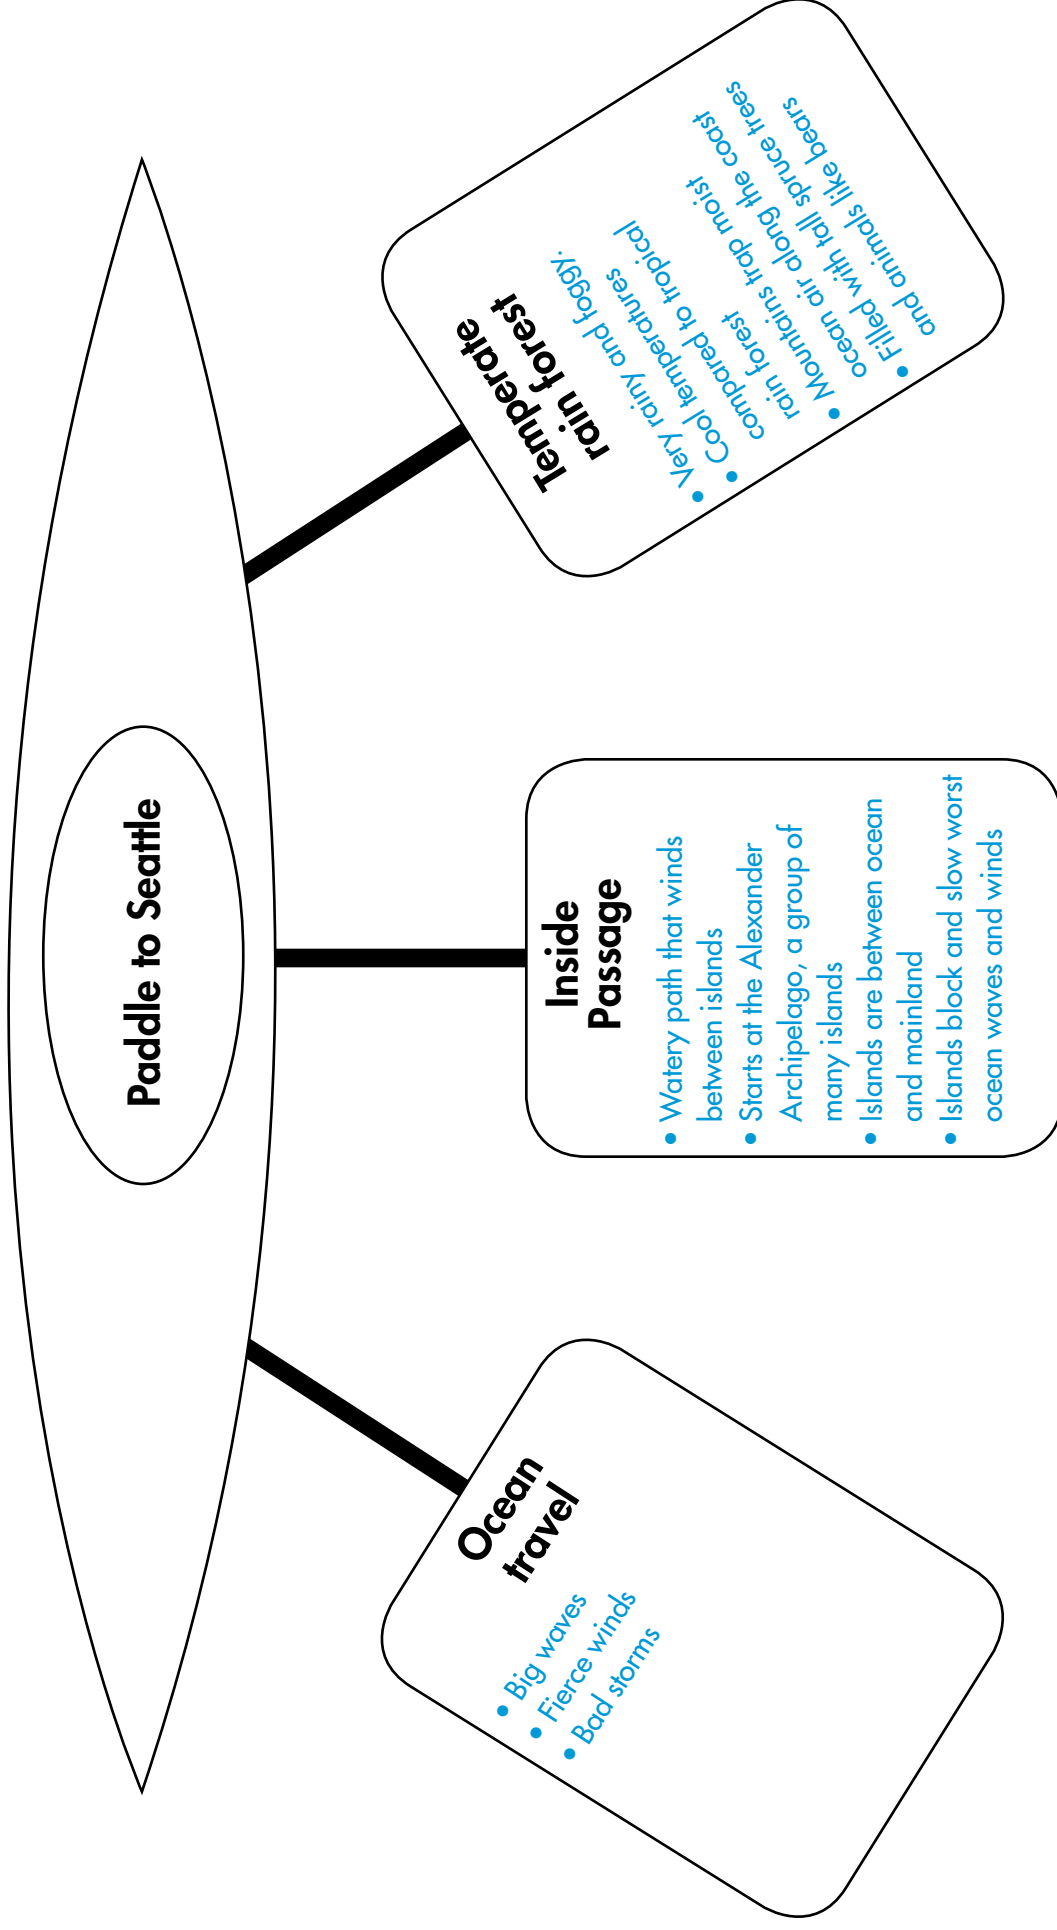 Paddle to Seattle
Ocean
travel
• Big waves
• Fierce winds
• Bad storms
Inside
Passage
• Watery path that winds
between islands
• Starts at the Alexander
Archipelago, a group of
many islands
• Islands are between ocean
and mainland
• Islands block and slow worst
ocean waves and winds
Temperate
rain forest
• Very rainy and foggy.
• Cool temperatures
compared to tropical
rain forest
• Mountains trap moist
ocean air along the coast
• Filled with tall spruce trees
and animals like bears